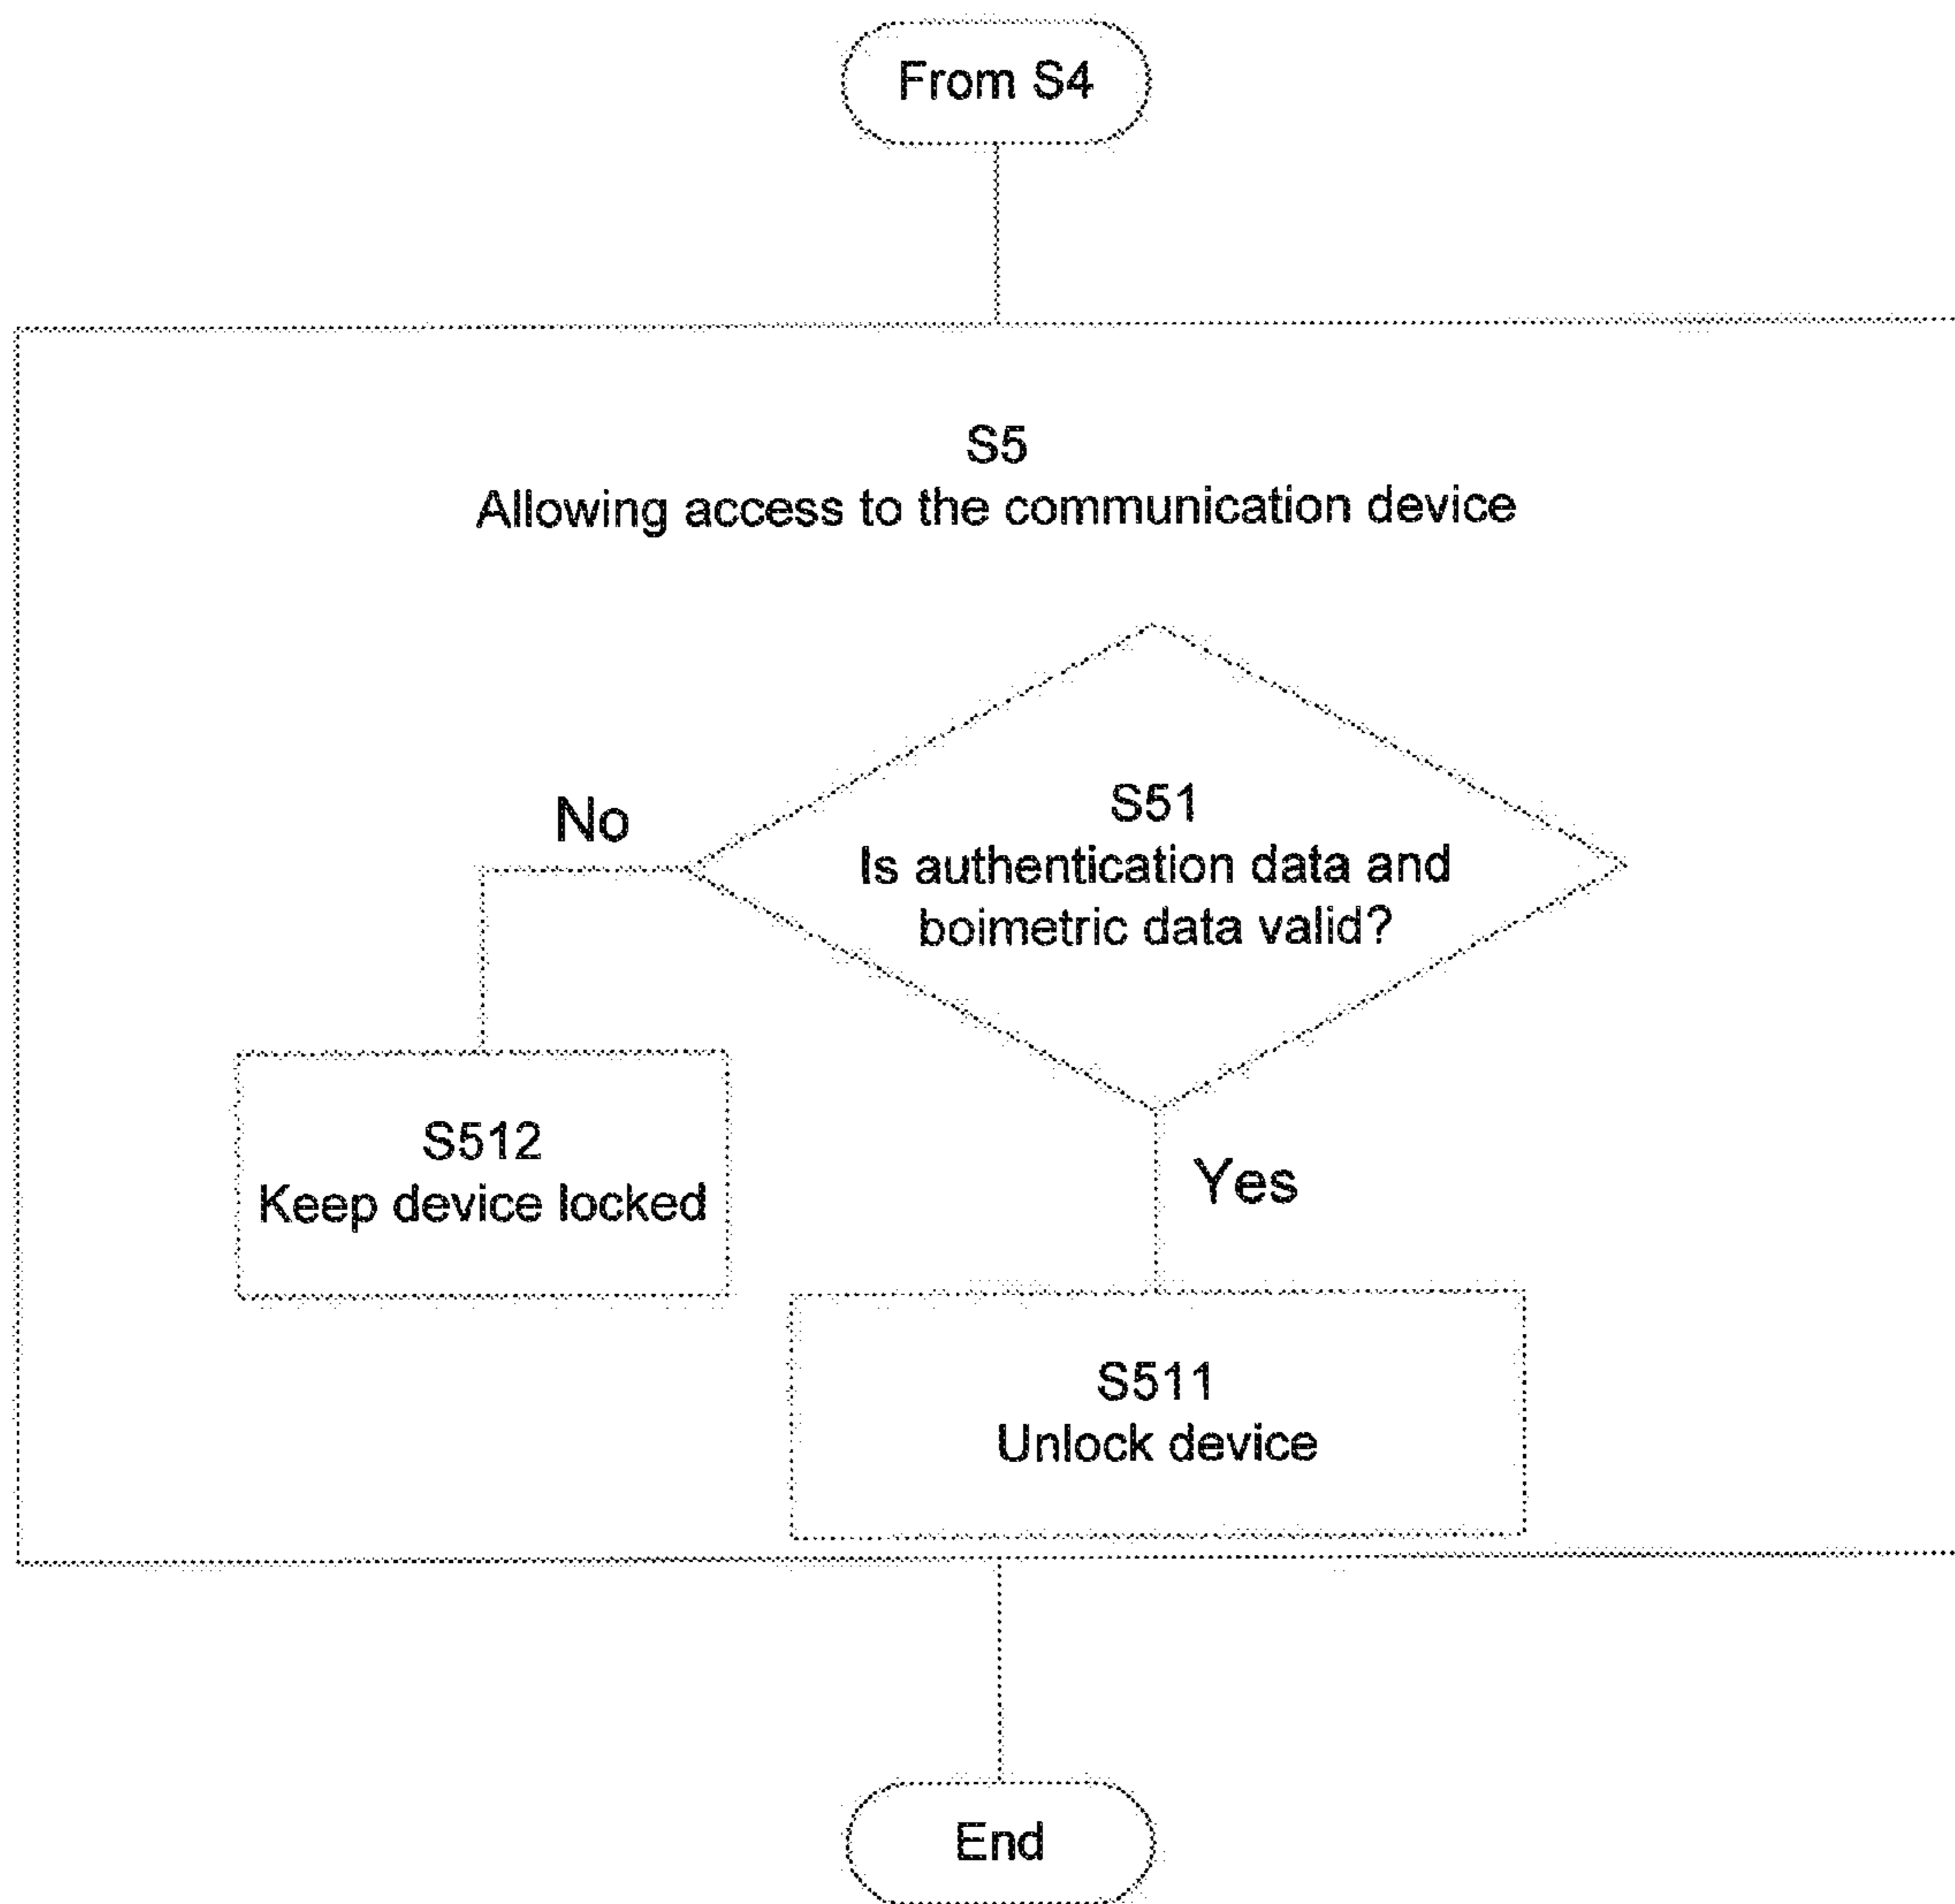 From S4
S5
Allowing access to the communication device
S51
Is authentication data and
boimetric data valid?
No
Yes
S512
Keep device locked
S511
Unlock device
End